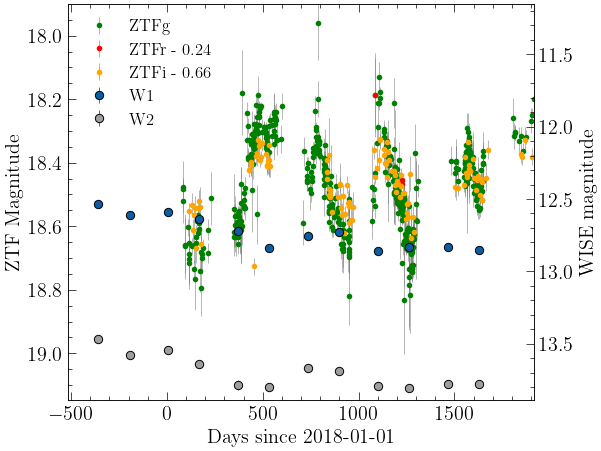 ZTFg
ZTFr - 0.24
ZTFi - 0.66
W1
W2
18.0
18.2
18.4
18.6
18.8
19.0
ZTF Magnitude
11.5
12.0
12.5
13.0
13.5
WISE magnitude
−500 0 500 1000 1500
Days since 2018-01-01